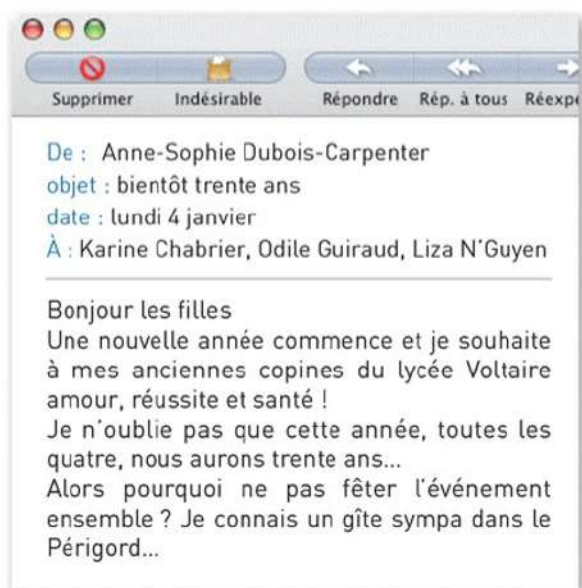 Supprimer Indésirable Répondre Rép. à tous Réexp
De : Anne-Sophie Dubois-Carpenter
objet : bientôt trente ans
date : lundi 4 janvier
À : Karine Chabrier, Odile Guiraud, Liza N'Guyen
Bonjour les filles
Une nouvelle année commence et je souhaite
à mes anciennes copines du lycée Voltaire
amour, réussite et santé !
Je n'oublie pas que cette année, toutes les
quatre, nous aurons trente ans...
Alors pourquoi ne pas fêter l'événement
ensemble ? Je connais un gîte sympa dans le
Périgord...